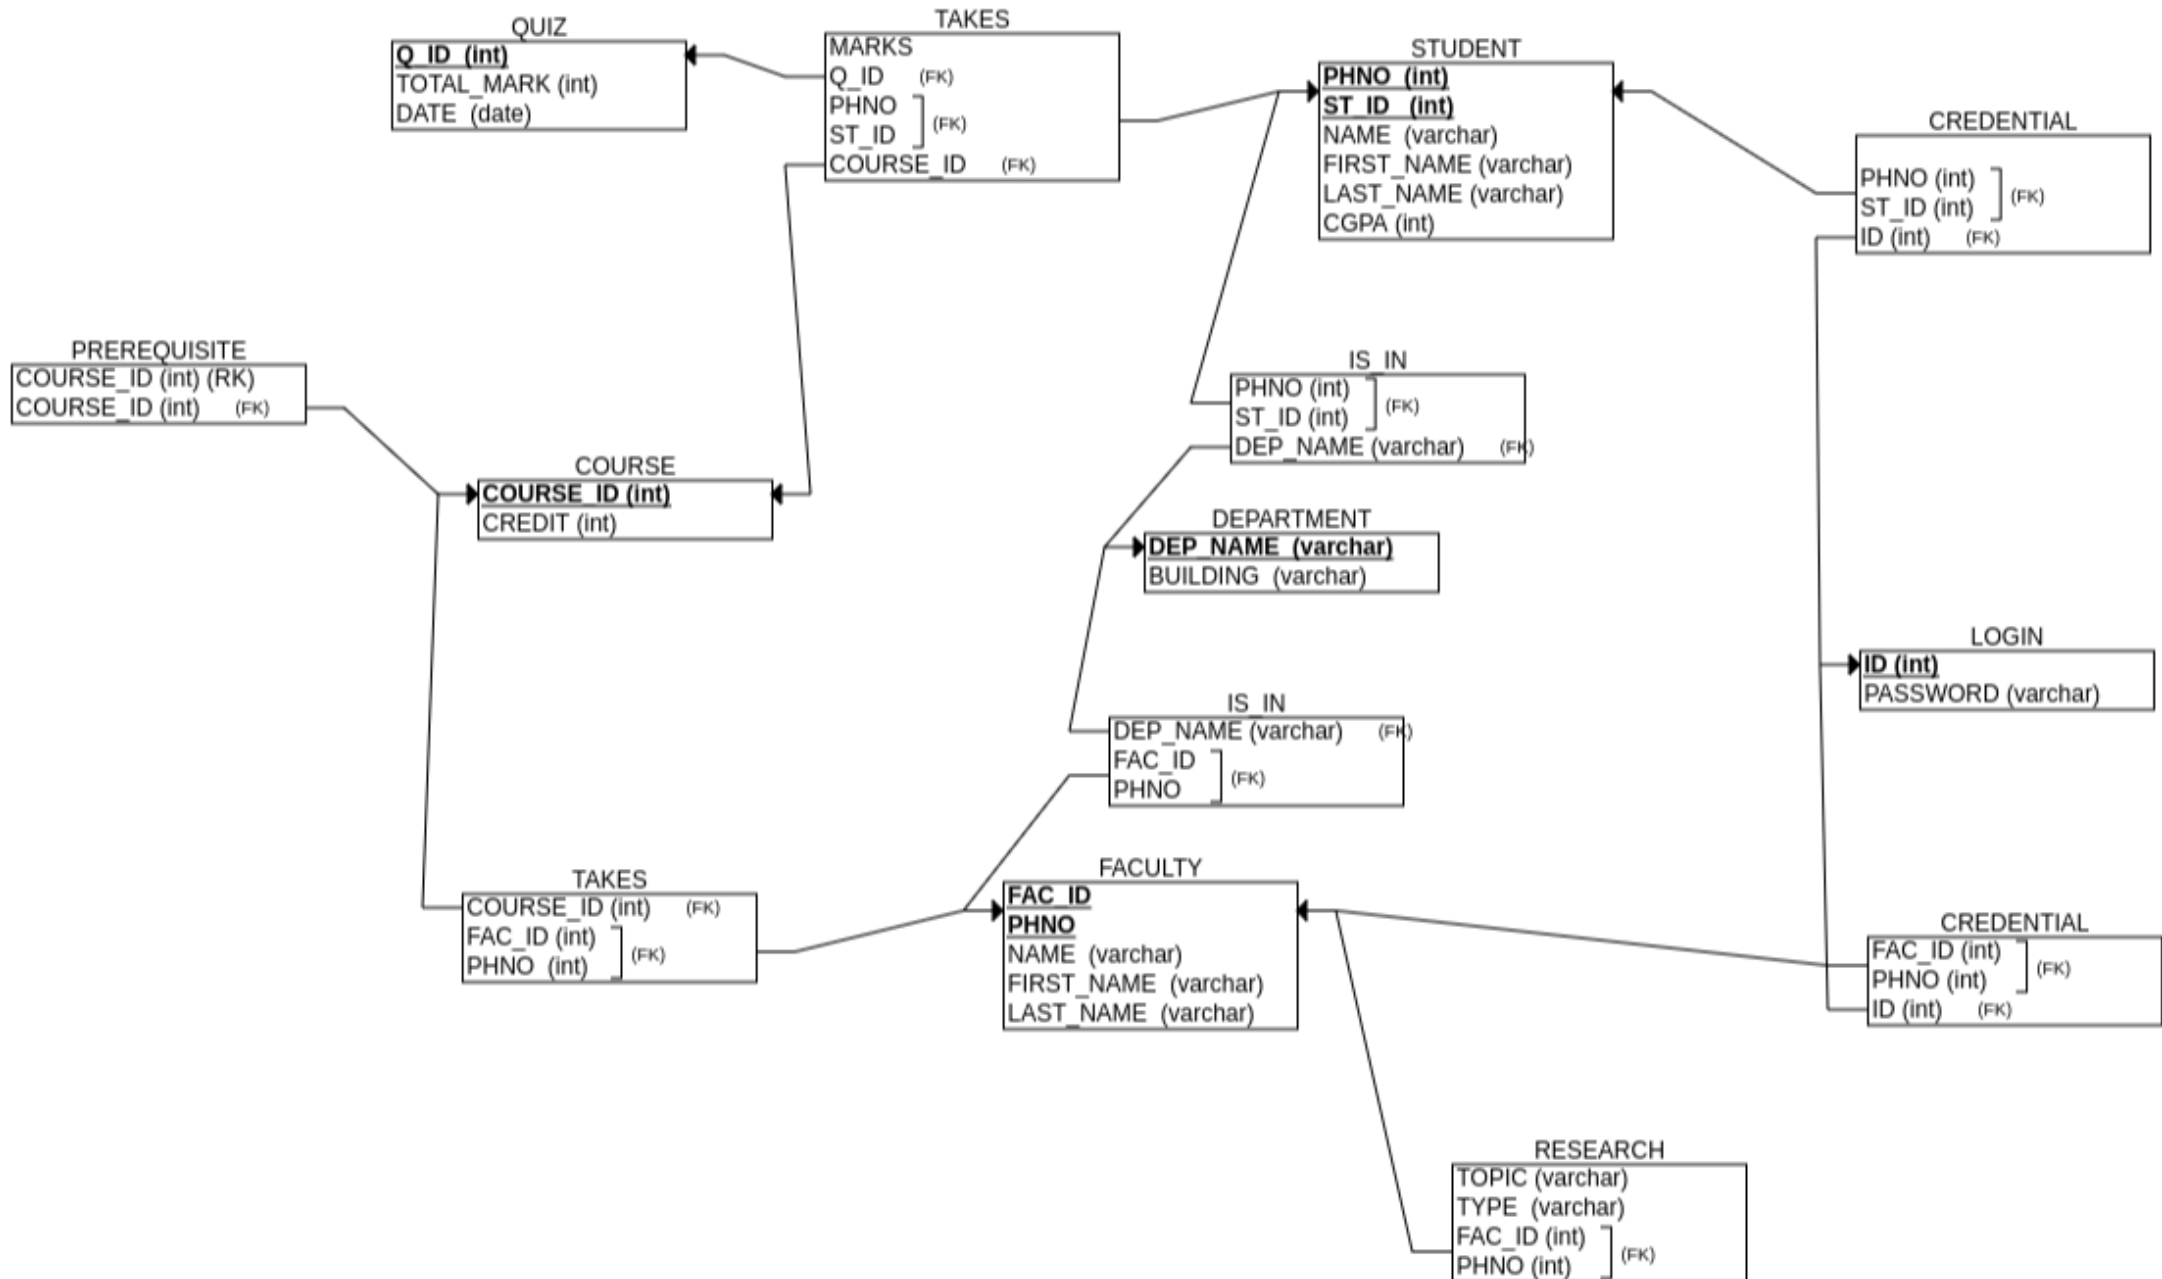 QUIZ
Q_ID (int)
TOTAL_MARK (int)
DATE (date)
TAKES
MARKS
Q_ID (FK)
PHNO
ST_ID
(FK)
COURSE_ID (FK)
STUDENT
PHNO (int)
ST_ID (int)
NAME (varchar)
FIRST_NAME (varchar)
LAST_NAME (varchar)
CGPA (int)
CREDENTIAL
PHNO (int)
ST_ID (int)
(FK)
ID (int) (FK)
PREREQUISITE
COURSE_ID (int) (RK)
COURSE_ID (int) (FK)
IS_IN
PHNO (int)
ST_ID (int)
(FK)
DEP_NAME (varchar) (FK)
COURSE
COURSE_ID (int)
CREDIT (int)
DEPARTMENT
DEP_NAME (varchar)
BUILDING (varchar)
LOGIN
ID (int)
PASSWORD (varchar)
IS_IN
DEP_NAME (varchar) (FK)
FAC_ID
PHNO
(FK)
TAKES
COURSE_ID (int) (FK)
FAC_ID (int)
PHNO (int)
(FK)
FACULTY
FAC_ID
PHNO
NAME (varchar)
FIRST_NAME (varchar)
LAST_NAME (varchar)
CREDENTIAL
FAC_ID (int)
PHNO (int)
(FK)
ID (int) (FK)
RESEARCH
TOPIC (varchar)
TYPE (varchar)
FAC_ID (int)
PHNO (int)
(FK)